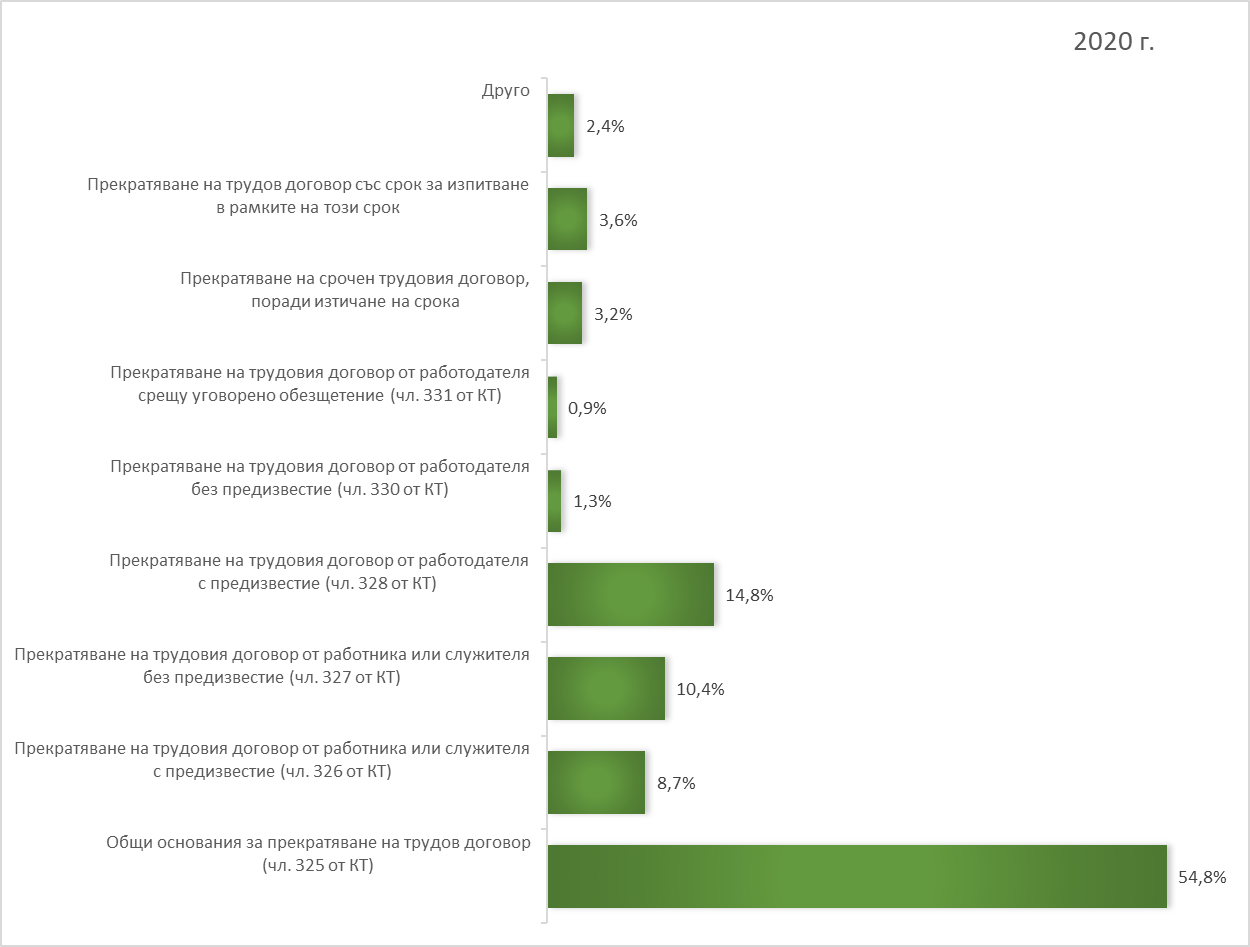 2020 г.
Друго
2,4%
Прекратяване на трудов договор със срок за изпитване
в рамките на този срок
3,6%
Прекратяване на срочен трудовия договор,
поради изтичане на срока
3,2%
Прекратяване на трудовия договор от работодателя
срещу уговорено обезщетение (чл. 331 от КТ)
0,9%
Прекратяване на трудовия договор от работодателя
без предизвестие (чл. 330 от КТ)
1,3%
Прекратяване на трудовия договор от работодателя
с предизвестие (чл. 328 от КТ)
14,8%
Прекратяване на трудовия договор от работника или служителя
без предизвестие (чл. 327 от КТ)
10,4%
Прекратяване на трудовия договор от работника или служителя
с предизвестие (чл. 326 от КТ)
8,7%
Общи основания за прекратяване на трудов договор
(чл. 325 от КТ)
54,8%